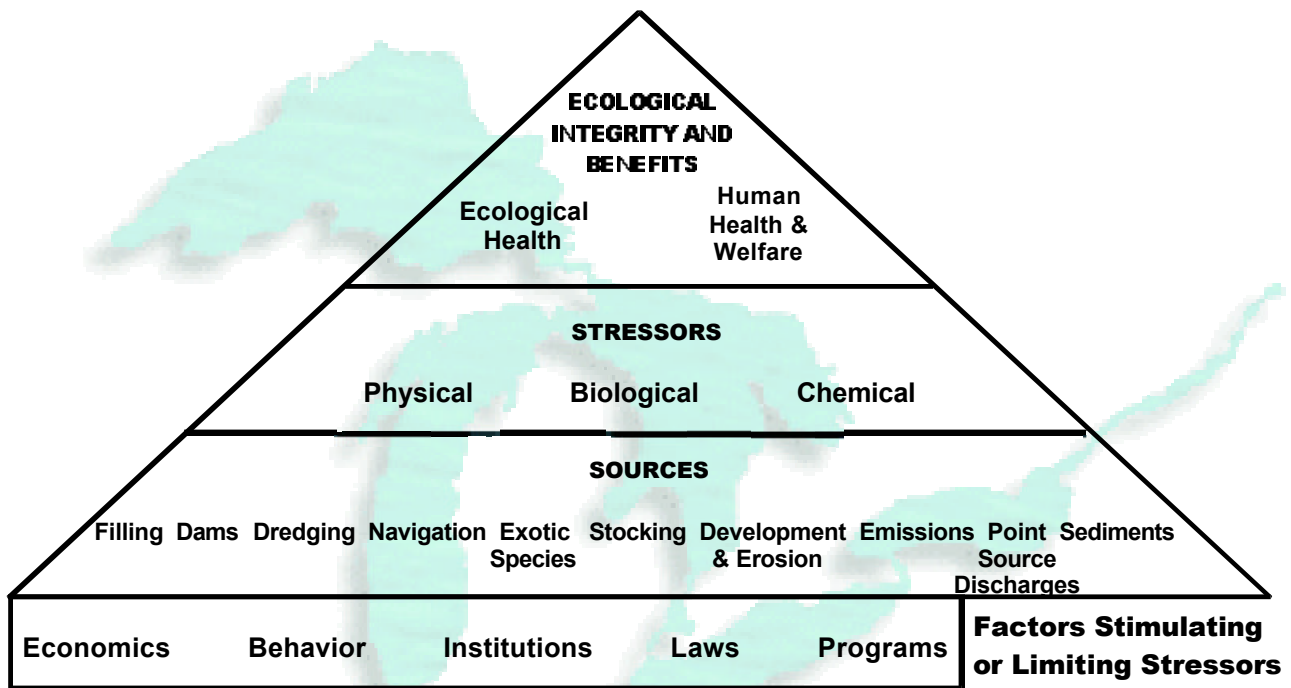 ECOLOGICAL
INTEGRITY AND
BENEFITS
Ecological
Health
Human
Health &
Welfare
STRESSORS
Physical Biological Chemical
SOURCES
Filling Dams Dredging Navigation Exotic Stocking Development Emissions Point Sediments
Species & Erosion Source
Discharges
Economics Behavior Institutions Laws Programs
Factors Stimulating
or Limiting Stressors